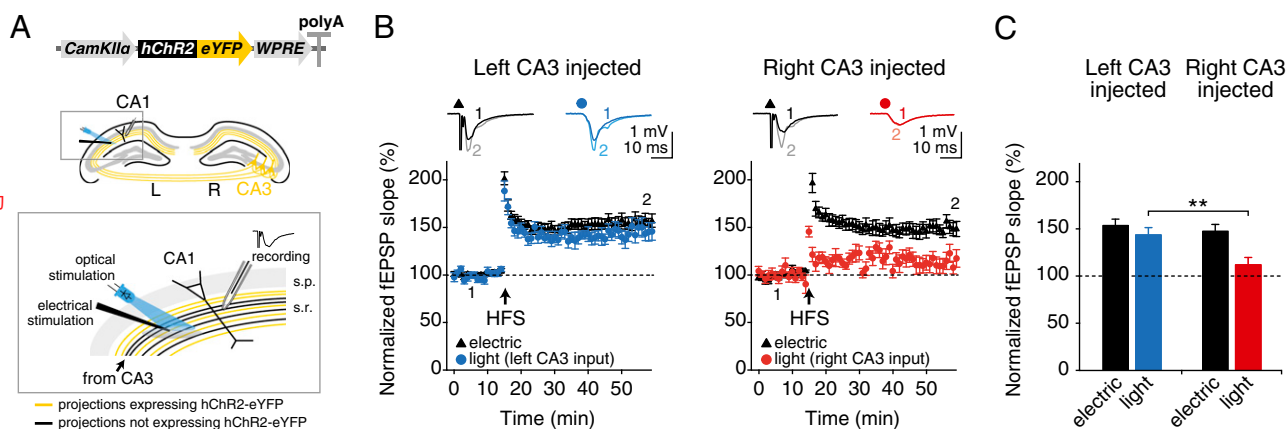 A
polyA
CamKIIα hChR2 eYFP WPRE
CA1
L R CA3
recording
optical stimulation
CA1
s.p.
electrical stimulation
s.r.
from CA3
projections expressing hChR2-eYFP
projections not expressing hChR2-eYFP
B
Left CA3 injected
1
2
1
2
1 mV
10 ms
Normalized fEPSP slope (%)
200
150
100
50
0
2
1
HFS
electric
light (left CA3 input)
0 10 20 30 40 50
Time (min)
Right CA3 injected
1
2
1
2
1 mV
10 ms
Normalized fEPSP slope (%)
200
150
100
50
0
2
1
HFS
electric
light (right CA3 input)
0 10 20 30 40 50
Time (min)
C
Left CA3 injected
Right CA3 injected
Normalized fEPSP slope (%)
200
150
100
50
0
**
electric
light
electric
light